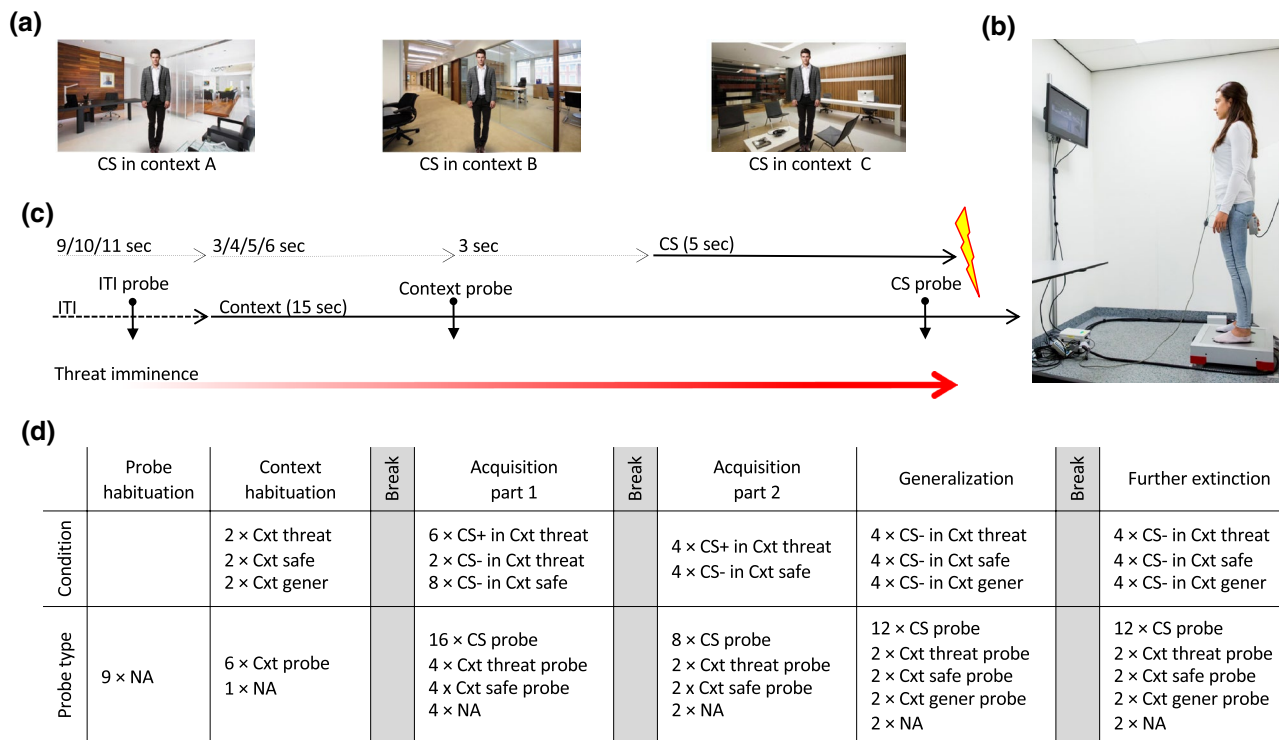 (a)
(b)
CS in context A
CS in context B
CS in context  C
(c)
9/10/11 sec
3/4/5/6 sec
3 sec
CS (5 sec)
ITI probe
Context probe
CS probe
ITI
Context (15 sec)
Threat imminence
(d)
Probe
habituation
Context
habituation
Break
Acquisition
part 1
Break
Acquisition
part 2
Generalization
Break
Further extinction
Condition
2 × Cxt threat
2 × Cxt safe
2 × Cxt gener
6 × CS+ in Cxt threat
2 × CS- in Cxt threat
8 × CS- in Cxt safe
4 × CS+ in Cxt threat
4 × CS- in Cxt safe
4 × CS- in Cxt threat
4 × CS- in Cxt safe
4 × CS- in Cxt gener
4 × CS- in Cxt threat
4 × CS- in Cxt safe
4 × CS- in Cxt gener
Probe type
9 × NA
6 × Cxt probe
1 × NA
16 × CS probe
4 × Cxt threat probe
4 x Cxt safe probe
4 × NA
8 × CS probe
2 × Cxt threat probe
2 x Cxt safe probe
2 × NA
12 × CS probe
2 × Cxt threat probe
2 × Cxt safe probe
2 × Cxt gener probe
2 × NA
12 × CS probe
2 × Cxt threat probe
2 × Cxt safe probe
2 × Cxt gener probe
2 × NA